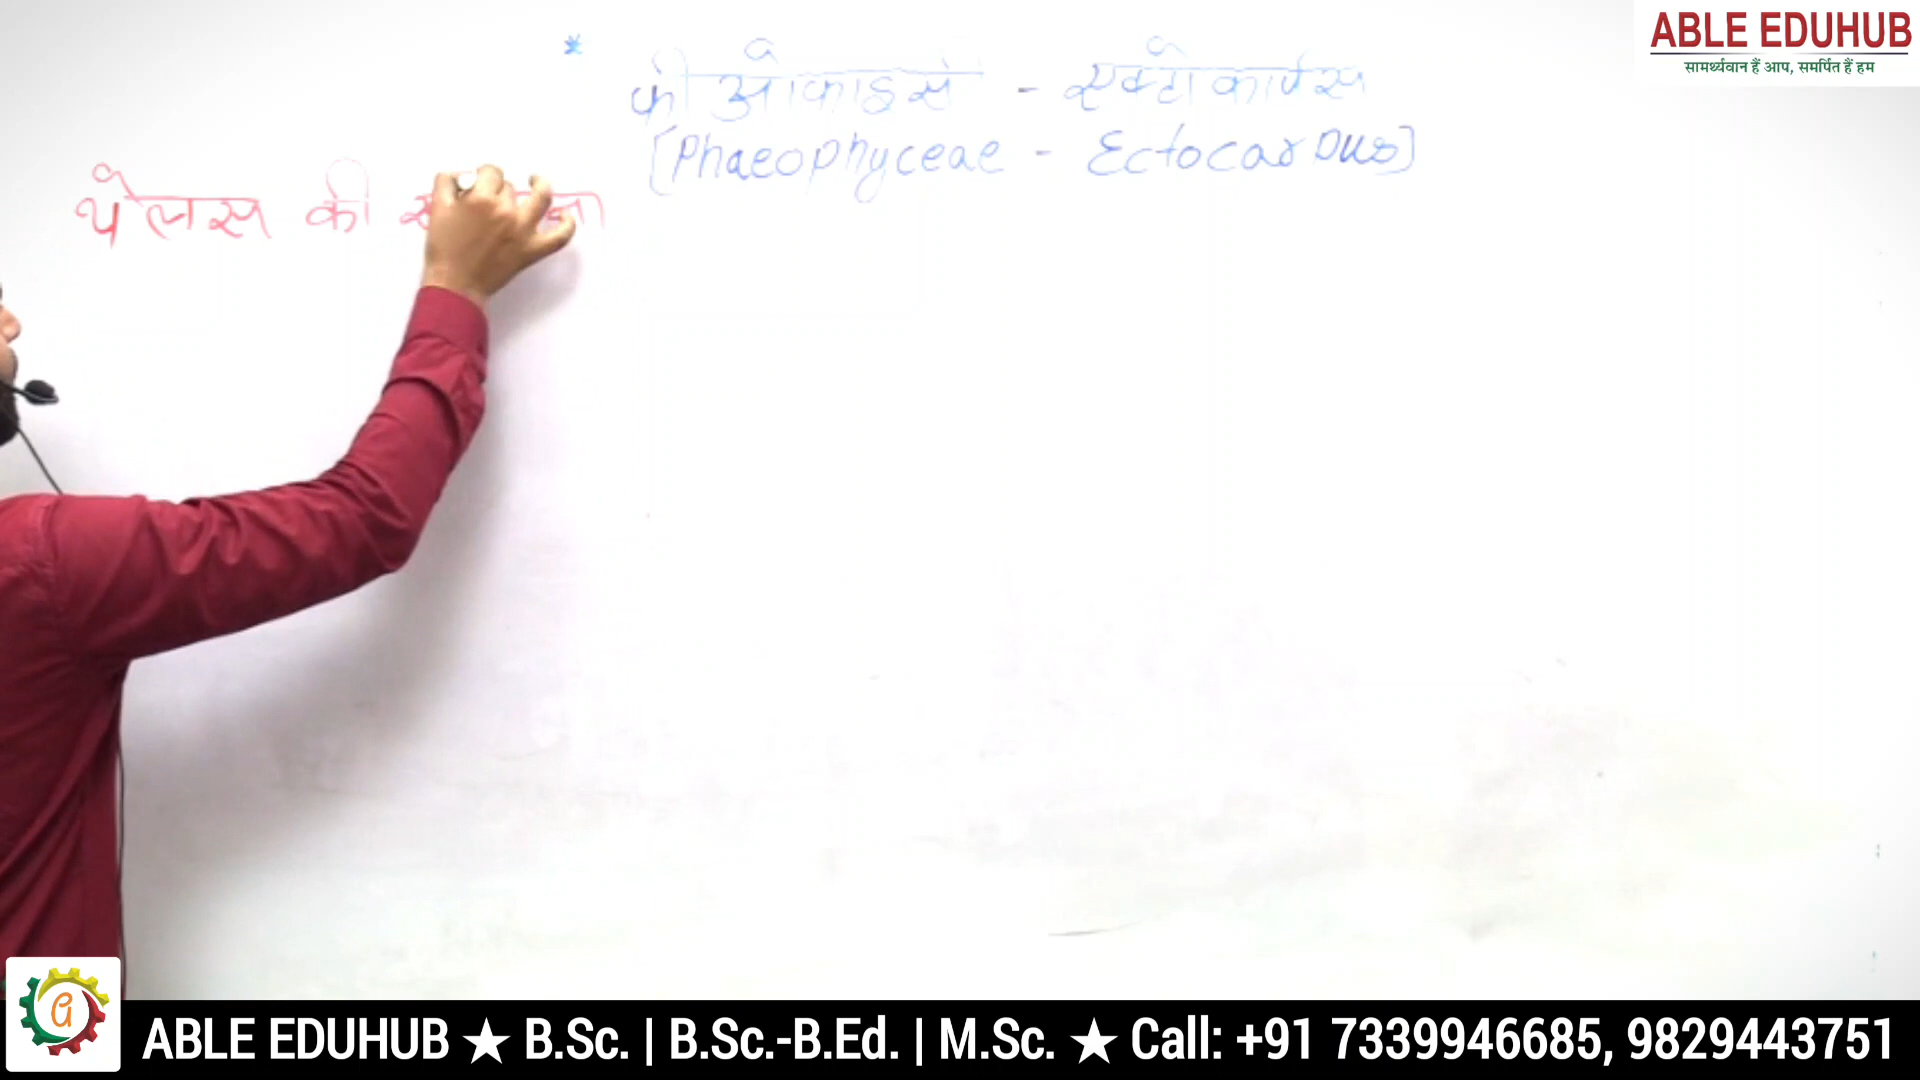 ABLE EDUHUB
सामर्थ्यवान हैं आप, समर्पित हैं हम
* फीओफाइसे - एक्टोकार्पस
[Phaeophyceae - Ectocarpus]
थैलस की
ABLE EDUHUB ★ B.Sc. | B.Sc.-B.Ed. | M.Sc. ★ Call: +91 7339946685, 9829443751